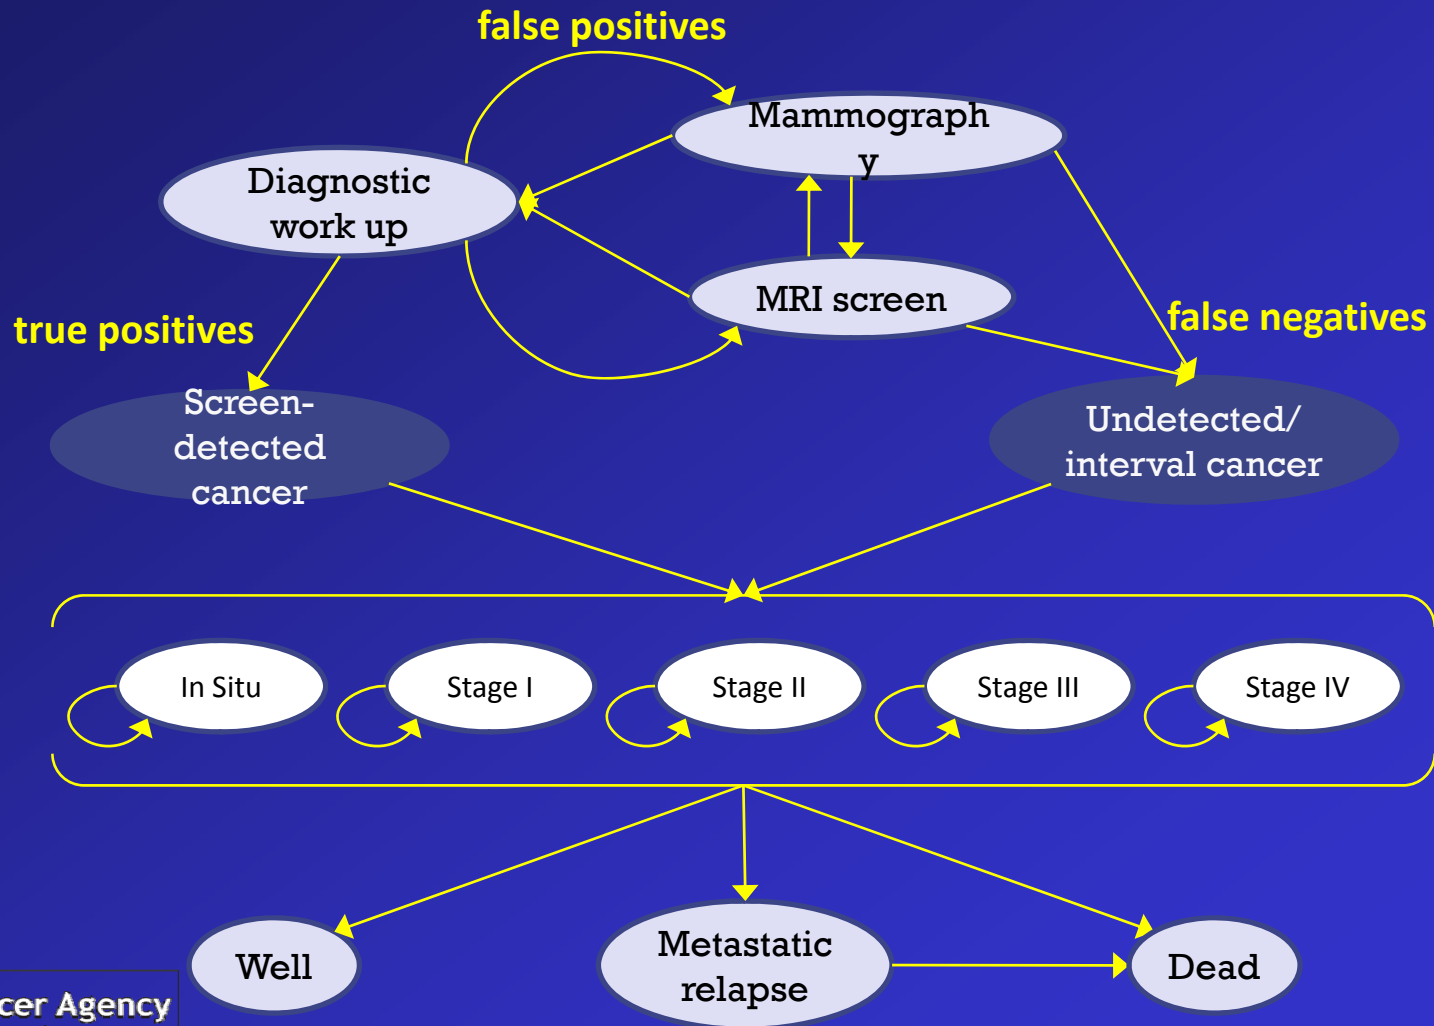 false positives
Mammograph
y
Diagnostic
work up
MRI screen
true positives
false negatives
Screen-
detected
cancer
Undetected/
interval cancer
In Situ
Stage I
Stage II
Stage III
Stage IV
Well
Metastatic
relapse
Dead
cer Agency